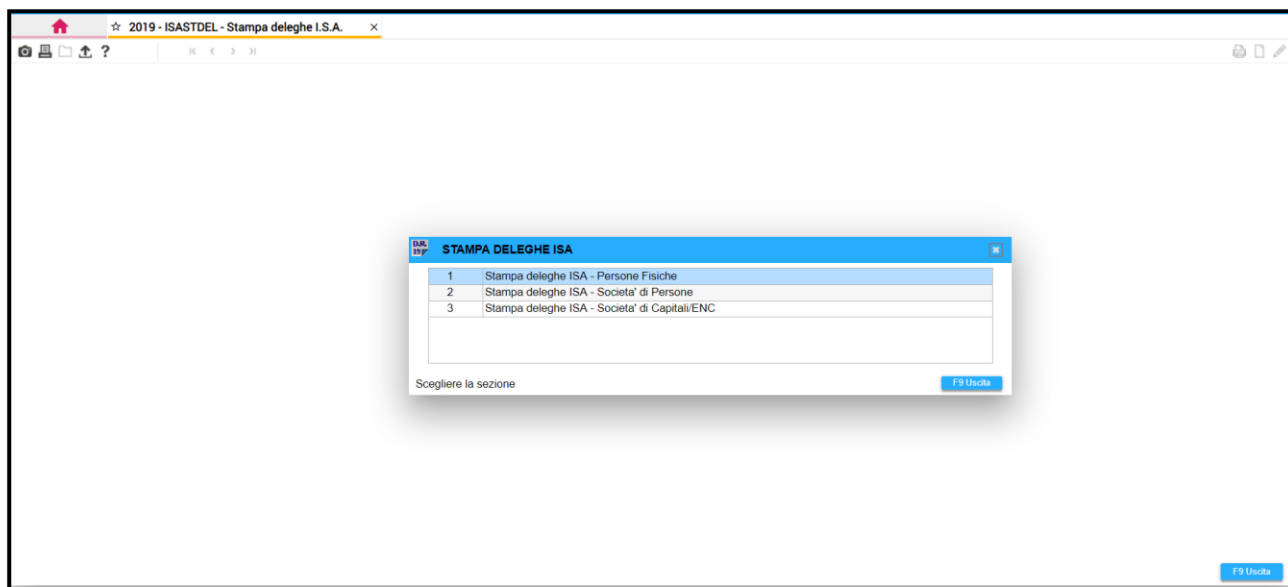 2019 - ISASTDEL - Stampa deleghe I.S.A.
?
STAMPA DELEGHE ISA
1 Stampa deleghe ISA - Persone Fisiche
2 Stampa deleghe ISA - Societa' di Persone
3 Stampa deleghe ISA - Societa' di Capitali/ENC
Scegliere la sezione F9 Uscita
F9 Uscita